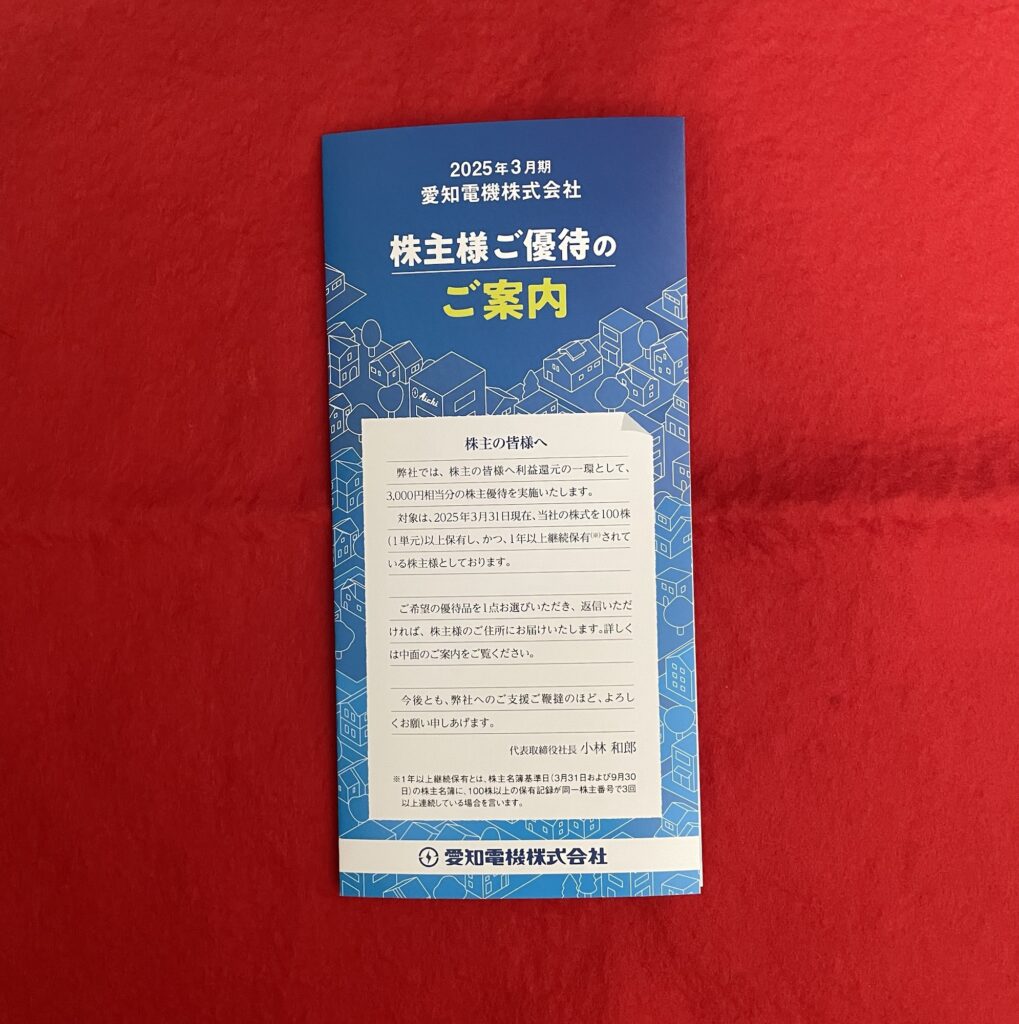 2025年3月期
愛知電機株式会社
株主様ご優待の
ご案内
Aichi
株主の皆様へ
弊社では、株主の皆様へ利益還元の一環として、
3,000円相当分の株主優待を実施いたします。
対象は、2025年3月31日現在、当社の株式を100株
(1単元)以上保有し、かつ、1年以上継続保有(※)されて
いる株主様としております。
ご希望の優待品を1点お選びいただき、返信いただ
ければ、株主様のご住所にお届けいたします。詳しく
は中面のご案内をご覧ください。
今後とも、弊社へのご支援ご鞭撻のほど、よろし
くお願い申しあげます。
代表取締役社長 小林 和郎
※1年以上継続保有とは、株主名簿基準日(3月31日および9月30
日)の株主名簿に、100株以上の保有記録が同一株主番号で3回
以上連続している場合を言います。
愛知電機株式会社